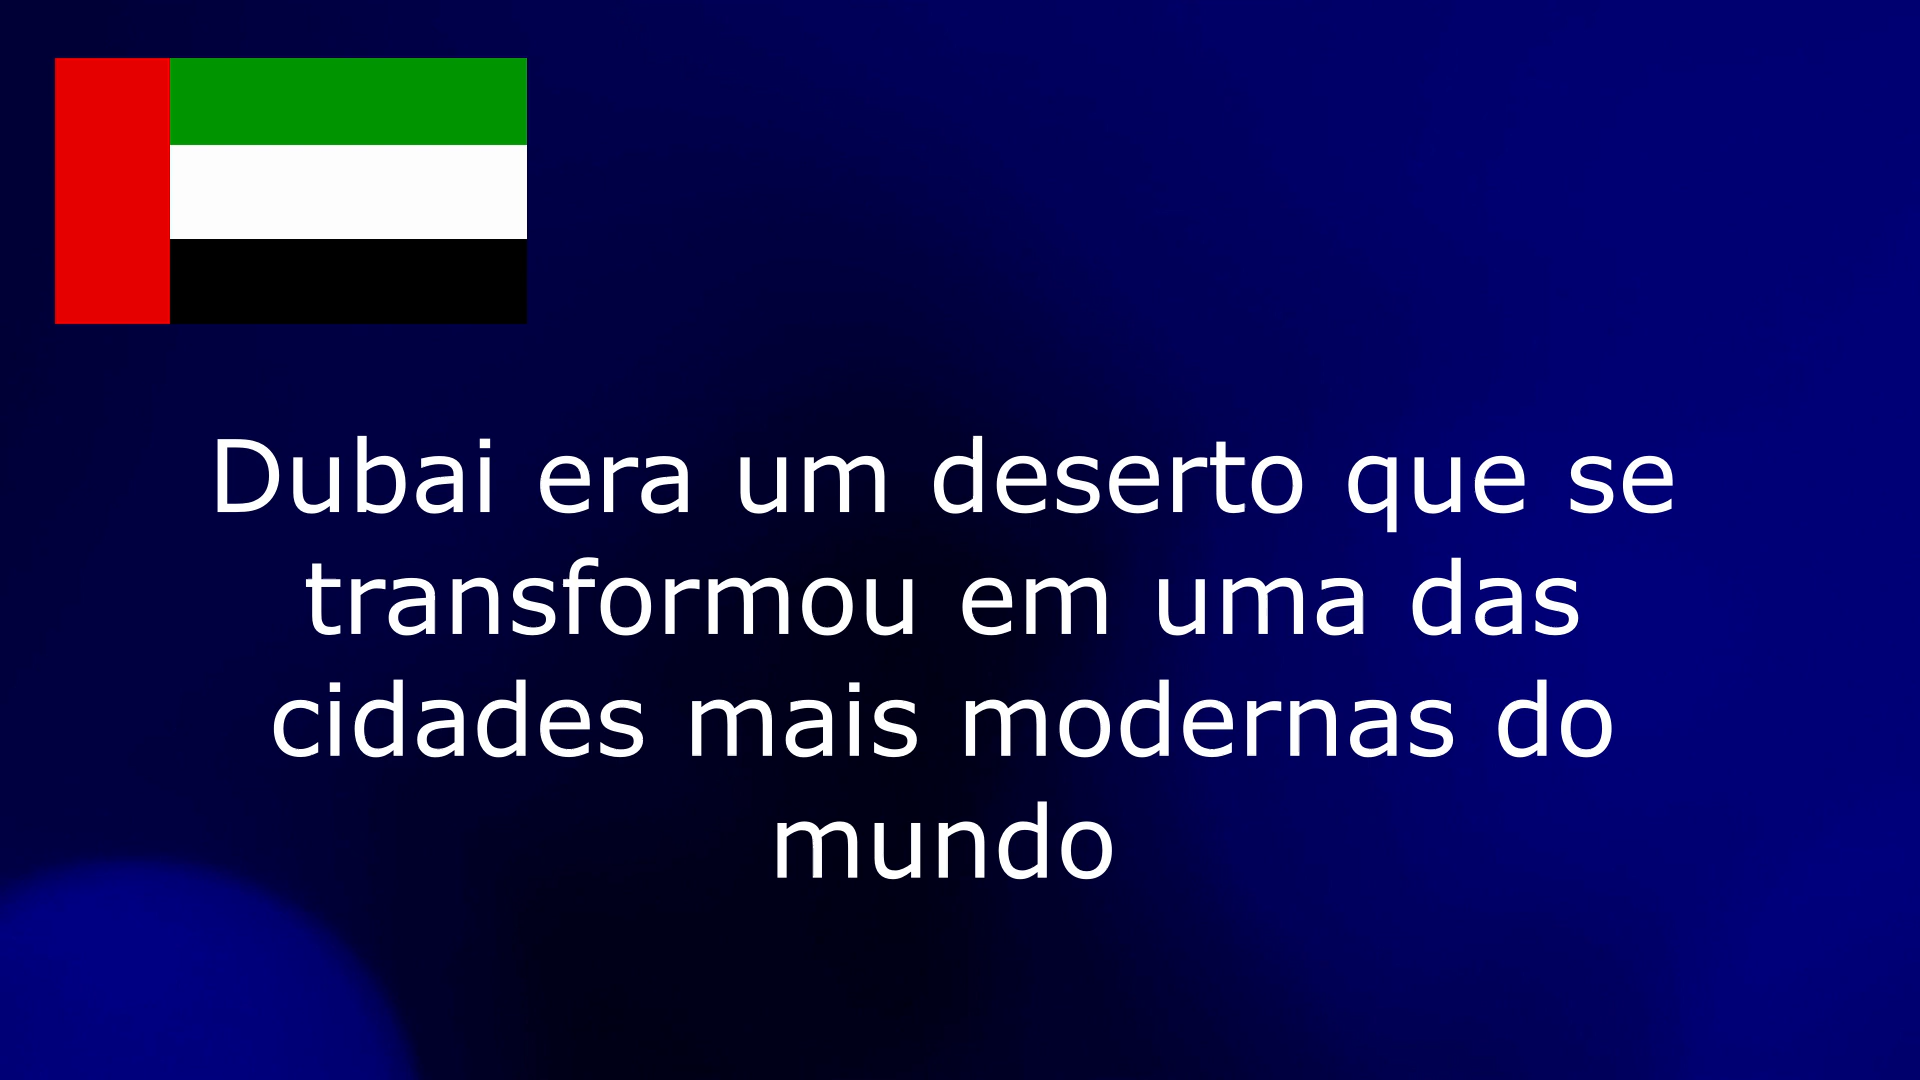 Dubai era um deserto que se
transformou em uma das
cidades mais modernas do
mundo